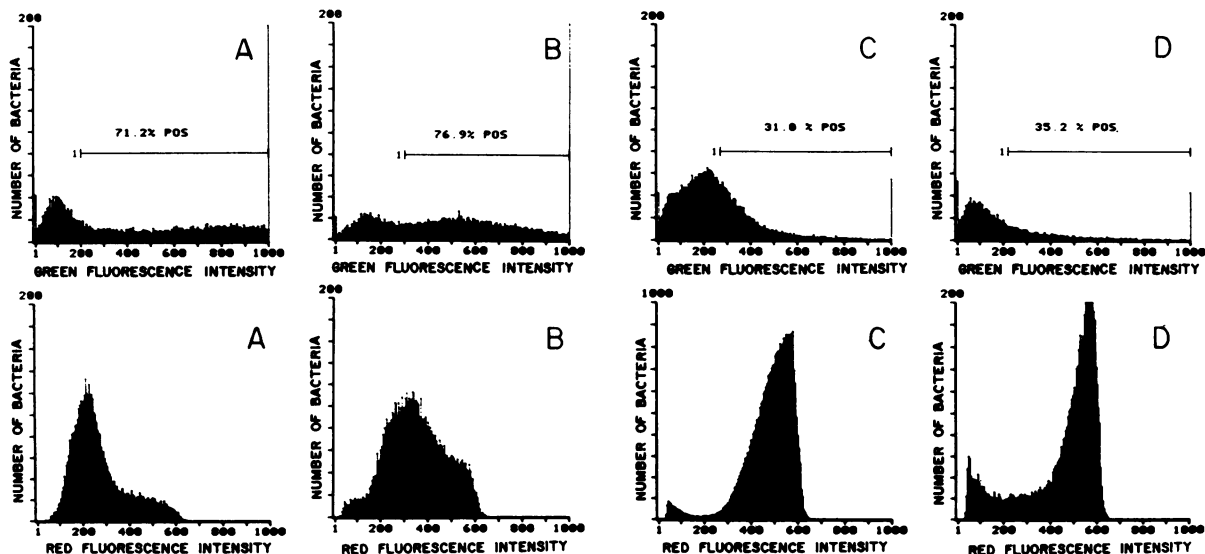 200
A
NUMBER OF BACTERIA
71.2% POS
1
1 200 400 600 800 1000
GREEN FLUORESCENCE INTENSITY
200
B
NUMBER OF BACTERIA
76.9% POS
1
1 200 400 600 800 1000
GREEN FLUORESCENCE INTENSITY
200
C
NUMBER OF BACTERIA
31.0 % POS
1
1 200 400 600 800 1000
GREEN FLUORESCENCE INTENSITY
200
D
NUMBER OF BACTERIA
35.2 % POS.
1
1 200 400 600 800 1000
GREEN FLUORESCENCE INTENSITY
200
A
NUMBER OF BACTERIA
1 200 400 600 800 1000
RED FLUORESCENCE INTENSITY
200
B
NUMBER OF BACTERIA
1 200 400 600 800 1000
RED FLUORESCENCE INTENSITY
1000
C
NUMBER OF BACTERIA
1 200 400 600 800 1000
RED FLUORESCENCE INTENSITY
200
D
NUMBER OF BACTERIA
1 200 400 600 800 1000
RED FLUORESCENCE INTENSITY